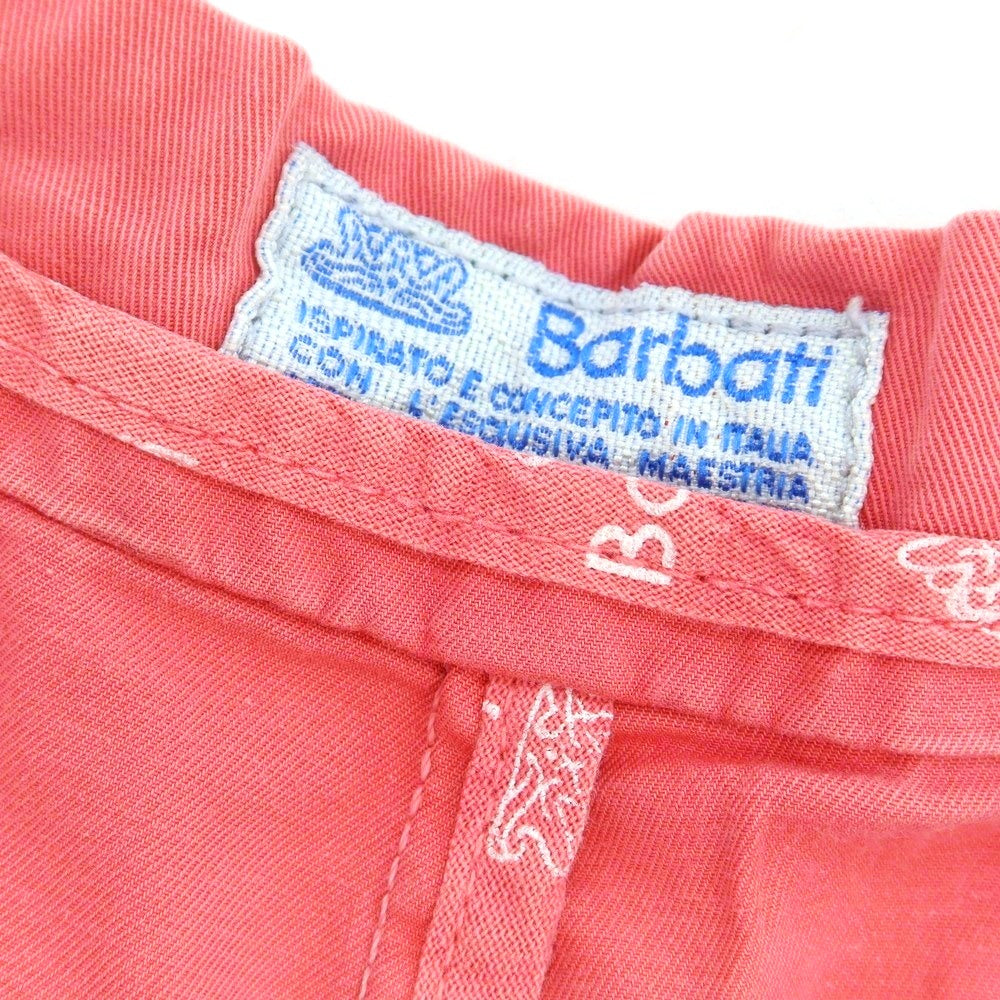 Barbati
ISPIRATO E CONCEPITO IN ITALIA
CON L'ESCLUSIVA MAESTRIA